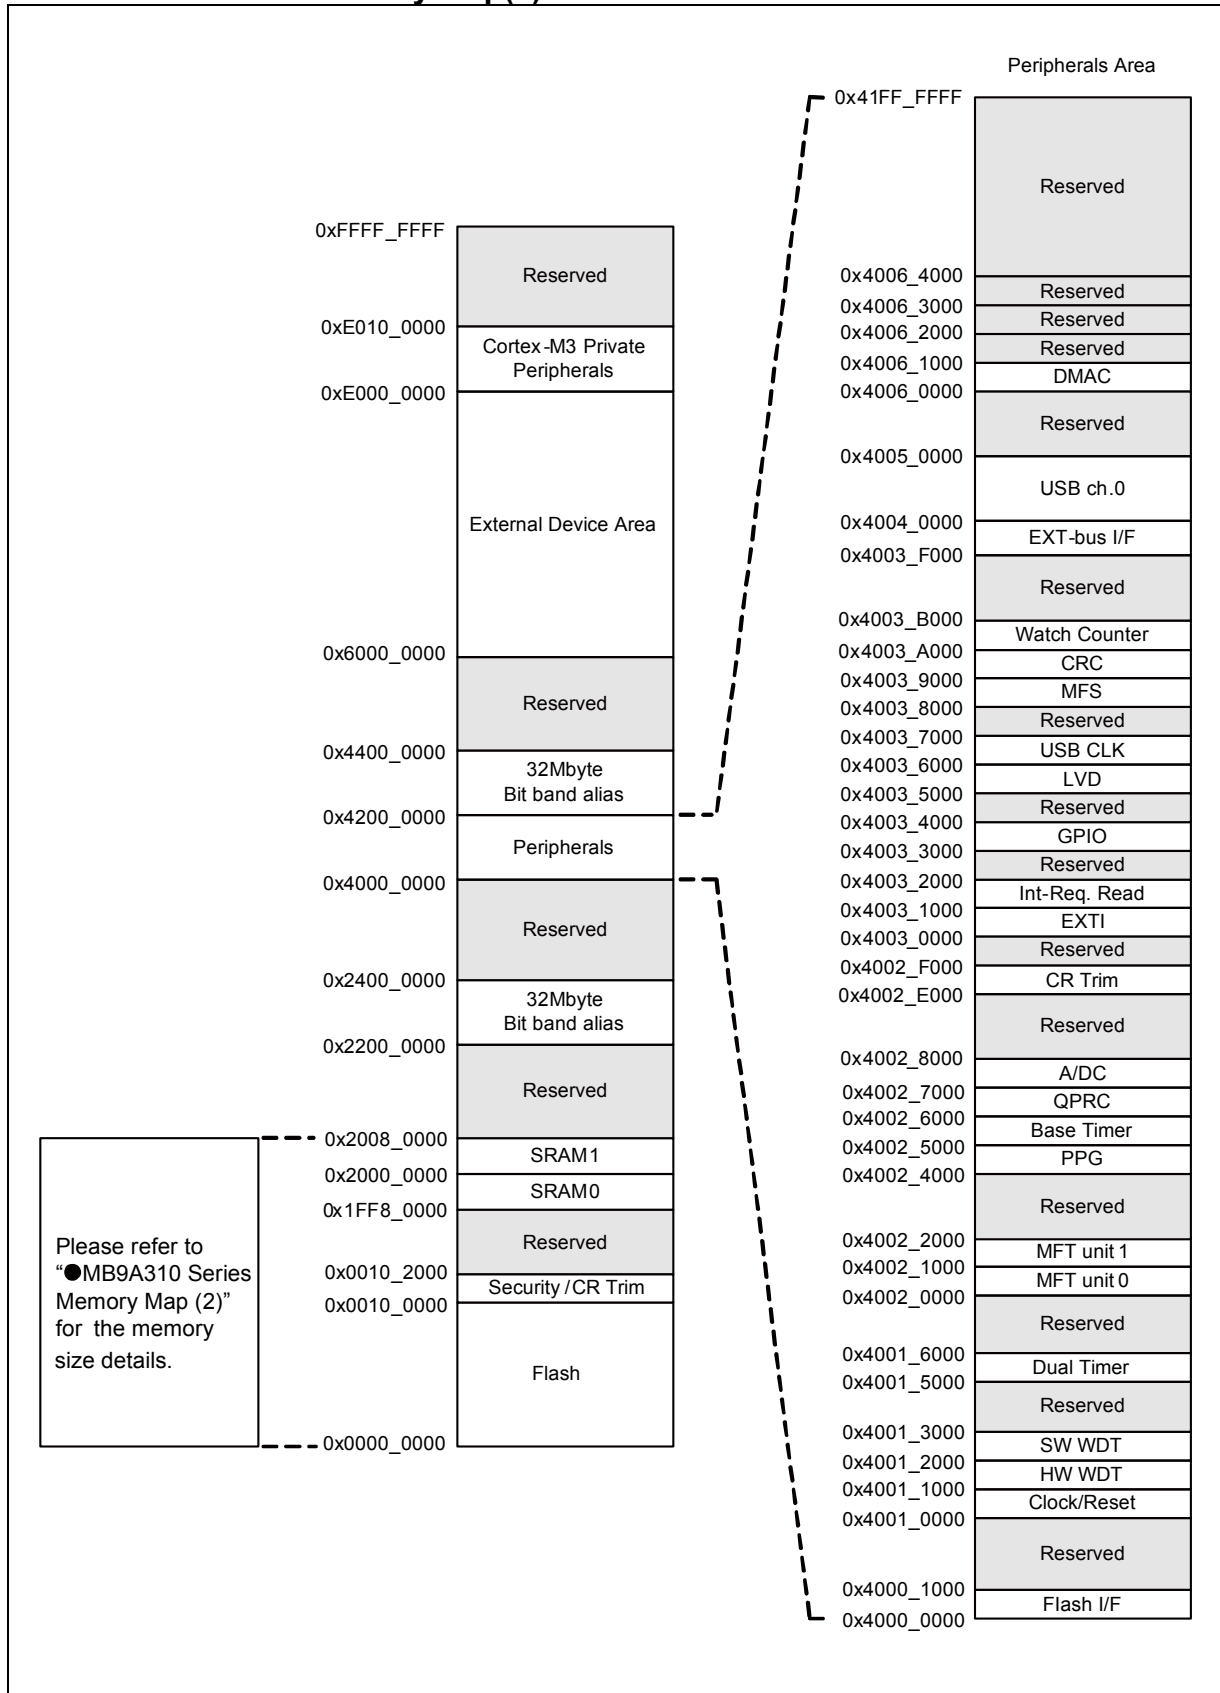 Peripherals Area
0x41FF_FFFF
Reserved
0x4006_4000
Reserved
0x4006_3000
Reserved
0x4006_2000
Reserved
0x4006_1000
DMAC
0x4006_0000
Reserved
0x4005_0000
USB ch.0
0x4004_0000
EXT-bus I/F
0x4003_F000
Reserved
0x4003_B000
Watch Counter
0x4003_A000
CRC
0x4003_9000
MFS
0x4003_8000
Reserved
0x4003_7000
USB CLK
0x4003_6000
LVD
0x4003_5000
Reserved
0x4003_4000
GPIO
0x4003_3000
Reserved
0x4003_2000
Int-Req. Read
0x4003_1000
EXTI
0x4003_0000
Reserved
0x4002_F000
CR Trim
0x4002_E000
Reserved
0x4002_8000
A/DC
0x4002_7000
QPRC
0x4002_6000
Base Timer
0x4002_5000
PPG
0x4002_4000
Reserved
0x4002_2000
MFT unit 1
0x4002_1000
MFT unit 0
0x4002_0000
Reserved
0x4001_6000
Dual Timer
0x4001_5000
Reserved
0x4001_3000
SW WDT
0x4001_2000
HW WDT
0x4001_1000
Clock/Reset
0x4001_0000
Reserved
0x4000_1000
Flash I/F
0x4000_0000
0xFFFF_FFFF
Reserved
0xE010_0000
Cortex-M3 Private
Peripherals
0xE000_0000
External Device Area
0x6000_0000
Reserved
0x4400_0000
32Mbyte
Bit band alias
0x4200_0000
Peripherals
0x4000_0000
Reserved
0x2400_0000
32Mbyte
Bit band alias
0x2200_0000
Reserved
0x2008_0000
SRAM1
0x2000_0000
SRAM0
0x1FF8_0000
Reserved
0x0010_2000
Security / CR Trim
0x0010_0000
Flash
0x0000_0000
Please refer to
“●MB9A310 Series
Memory Map (2)”
for the memory
size details.